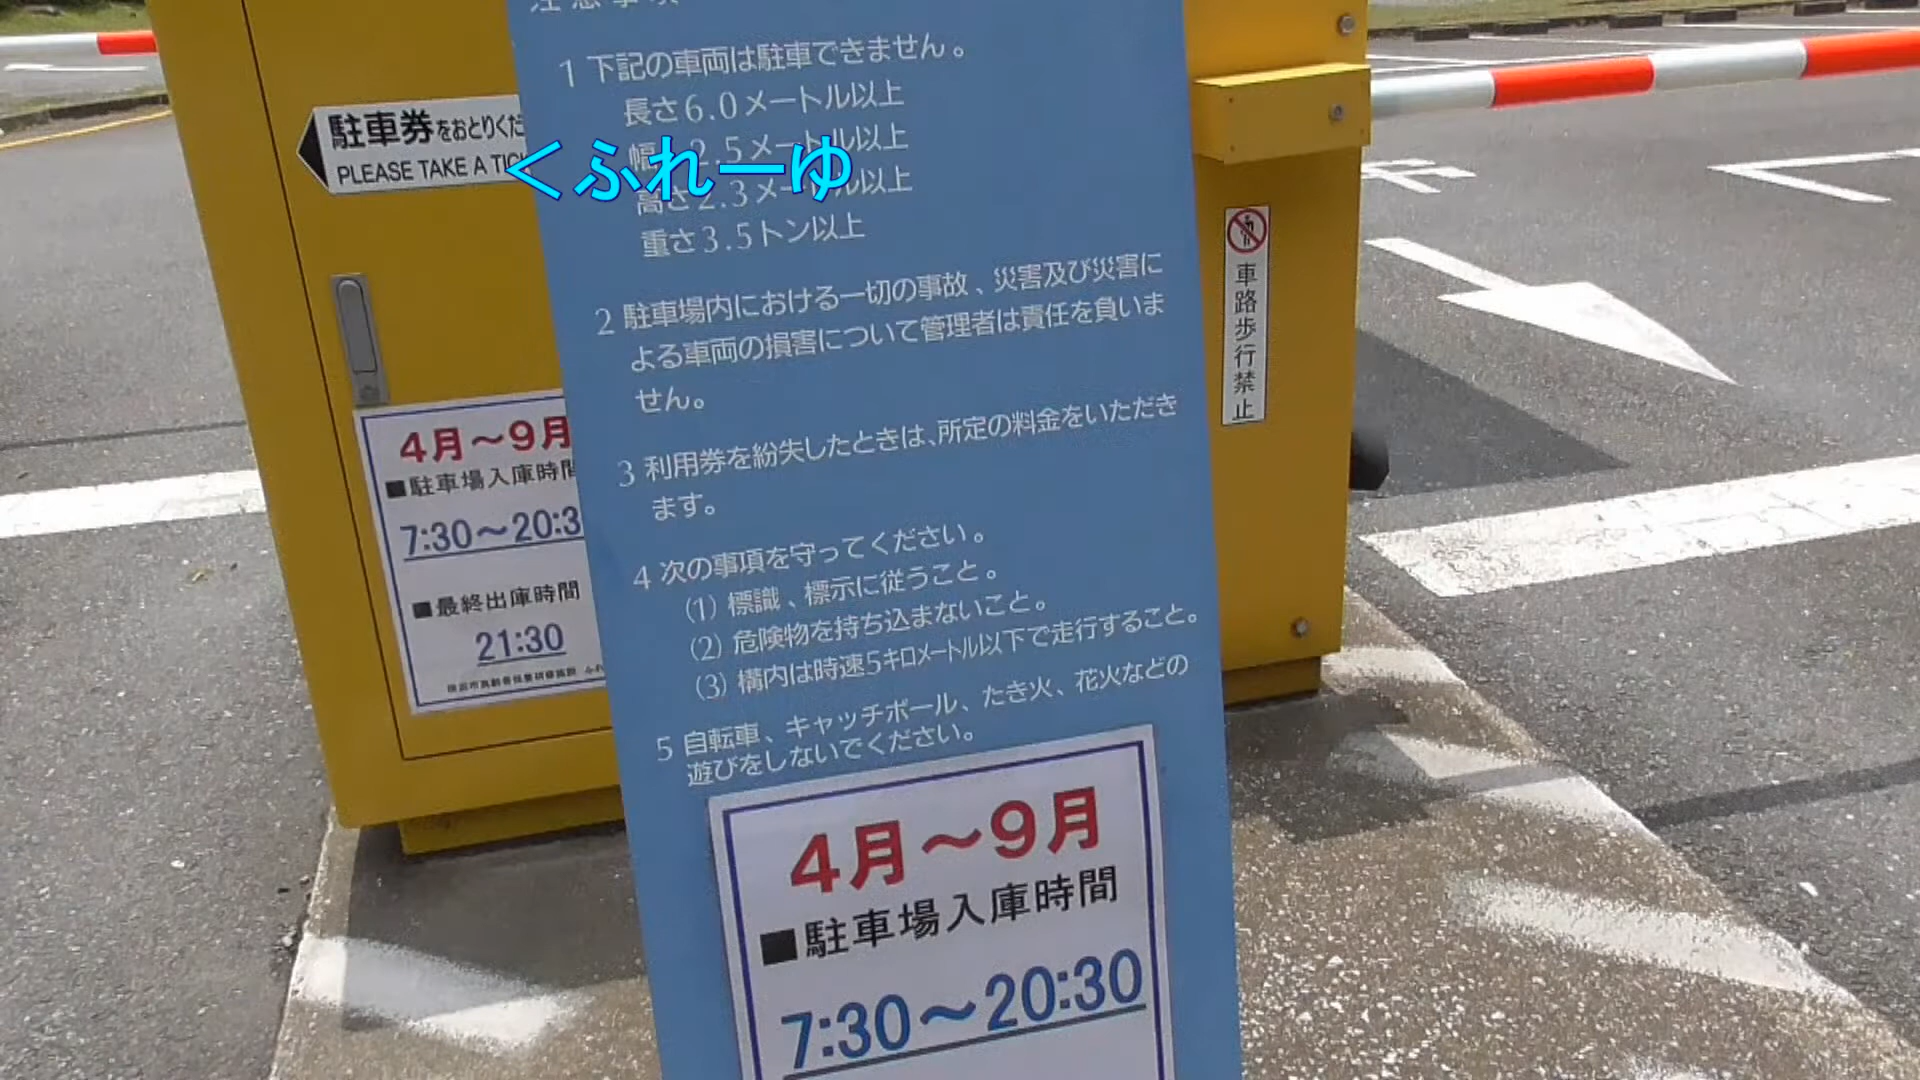 注意事項
1 下記の車両は駐車できません。
長さ6.0メートル以上
幅 2.5メートル以上
高さ2.3メートル以上
重さ3.5トン以上
2 駐車場内における一切の事故、災害及び災害に
よる車両の損害について管理者は責任を負いま
せん。
3 利用券を紛失したときは、所定の料金をいただき
ます。
4 次の事項を守ってください。
(1) 標識、標示に従うこと。
(2) 危険物を持ち込まないこと。
(3) 構内は時速5キロメートル以下で走行すること。
5 自転車、キャッチボール、たき火、花火などの
遊びをしないでください。
4月～9月
■駐車場入庫時間
7:30～20:30
<ふれーゆ
駐車券をおとりくだ
PLEASE TAKE A TIC
4月～9月
■駐車場入庫時間
7:30～20:3
■最終出庫時間
21:30
車路歩行禁止